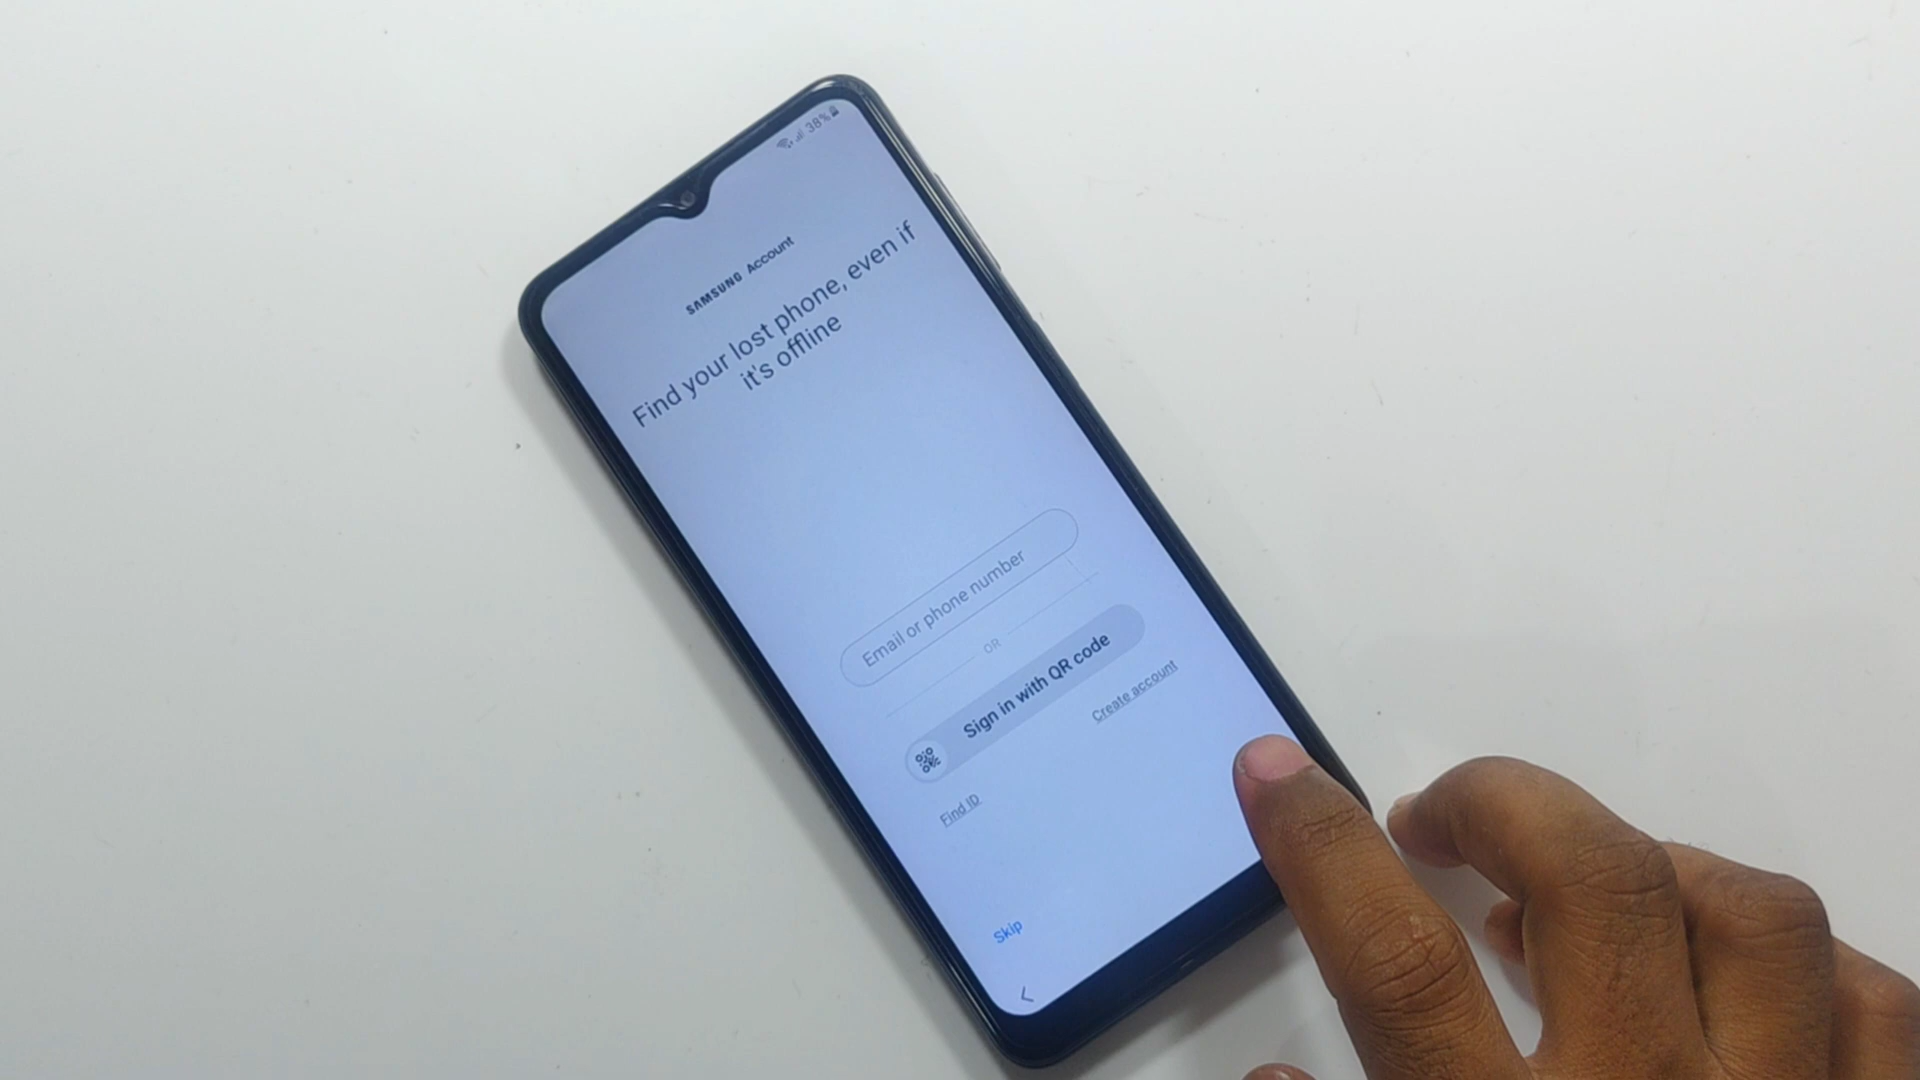 38%
SAMSUNG Account
Find your lost phone, even if
it's offline
Email or phone number
OR
Sign in with QR code
Find ID
Create account
Skip